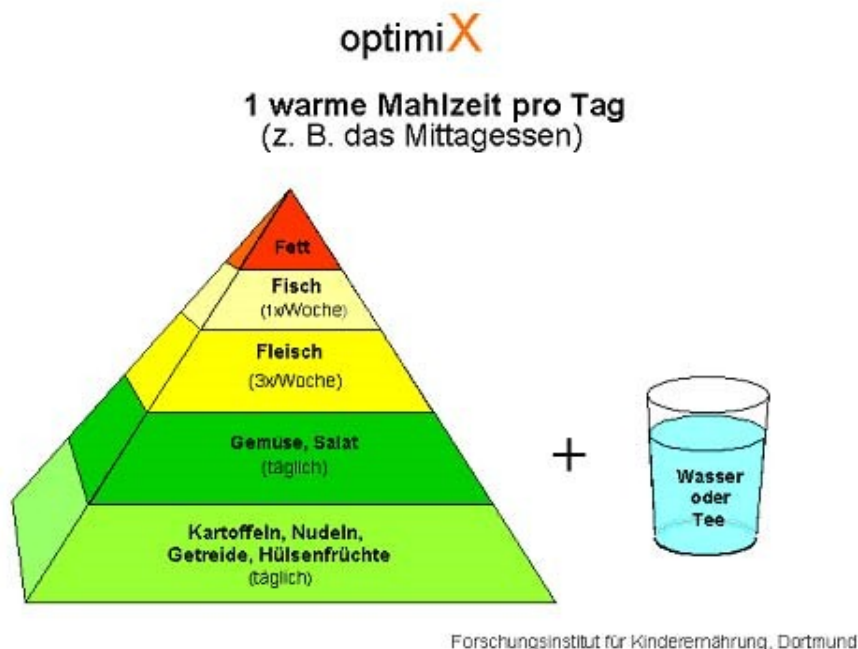 optimiX
1 warme Mahlzeit pro Tag
(z. B. das Mittagessen)
Fett
Fisch
(1x/Woche)
Fleisch
(3x/Woche)
Gemüse, Salat
(täglich)
Kartoffeln, Nudeln,
Getreide, Hülsenfrüchte
(täglich)
+
Wasser
oder
Tee
Forschungsinstitut für Kinderernährung, Dortmund